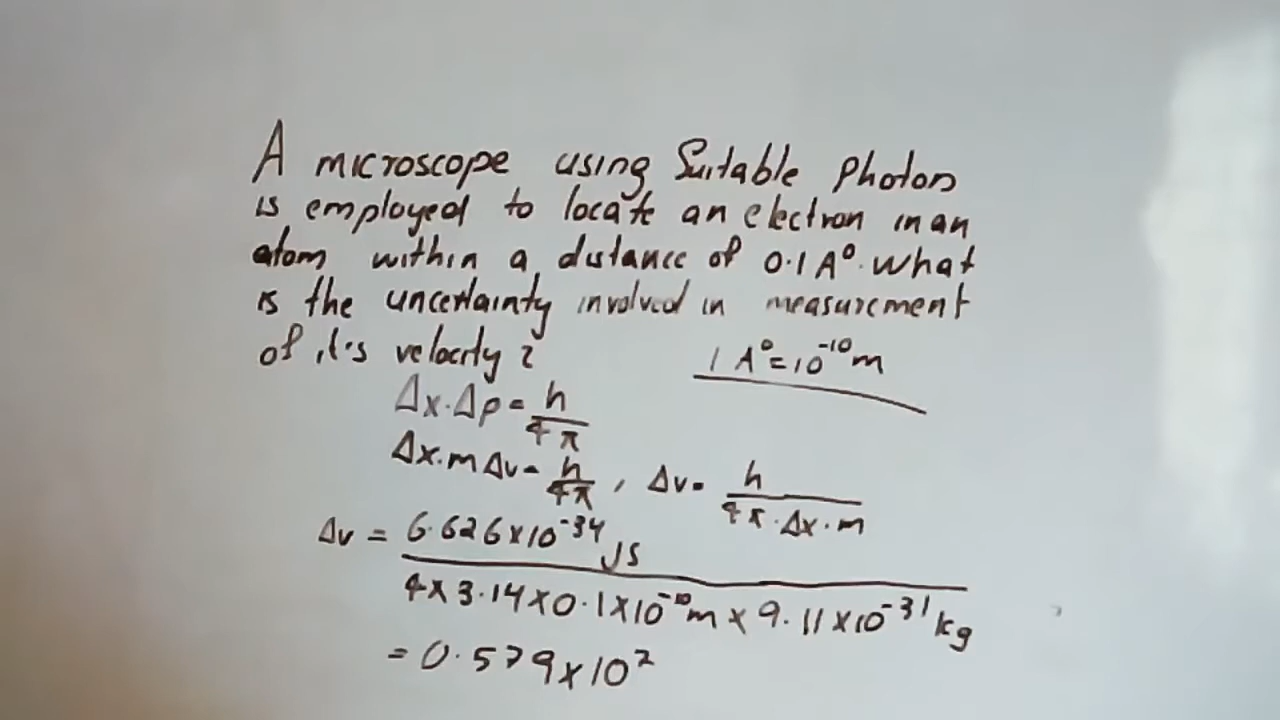 A microscope using Suitable photon
is employed to locate an electron in an
atom within a distance of 0.1 A°. what
is the uncertainty involved in measurement
of it's velocity?
1 A° = 10⁻¹⁰ m
Δx.Δp = h/4π
Δx.m Δv = h/4π , Δv = h/4π.Δx.m
Δv = 6.626×10⁻³⁴ JS
4×3.14×0.1×10⁻¹⁰m × 9.11×10⁻³¹ kg
= 0.579×10⁷